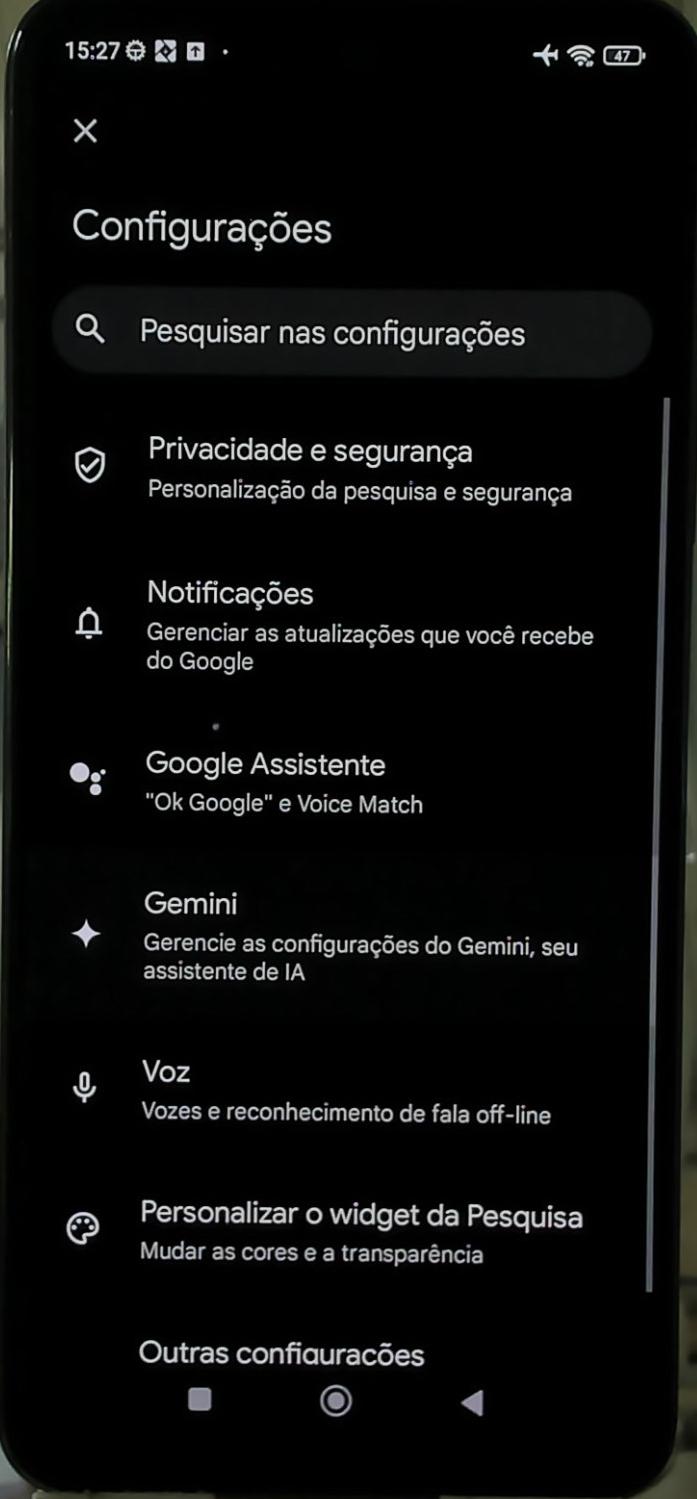 15:27
47
Configurações
Pesquisar nas configurações
Privacidade e segurança
Personalização da pesquisa e segurança
Notificações
Gerenciar as atualizações que você recebe
do Google
Google Assistente
"Ok Google" e Voice Match
Gemini
Gerencie as configurações do Gemini, seu
assistente de IA
Voz
Vozes e reconhecimento de fala off-line
Personalizar o widget da Pesquisa
Mudar as cores e a transparência
Outras configurações